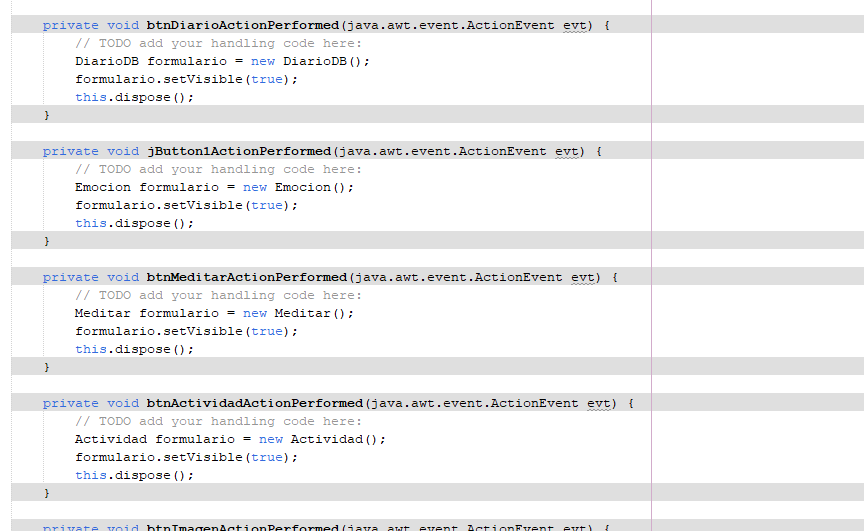 private void btnDiarioActionPerformed(java.awt.event.ActionEvent evt) {
// TODO add your handling code here:
DiarioDB formulario = new DiarioDB();
formulario.setVisible(true);
this.dispose();
}
private void jButton1ActionPerformed(java.awt.event.ActionEvent evt) {
// TODO add your handling code here:
Emocion formulario = new Emocion();
formulario.setVisible(true);
this.dispose();
}
private void btnMeditarActionPerformed(java.awt.event.ActionEvent evt) {
// TODO add your handling code here:
Meditar formulario = new Meditar();
formulario.setVisible(true);
this.dispose();
}
private void btnActividadActionPerformed(java.awt.event.ActionEvent evt) {
// TODO add your handling code here:
Actividad formulario = new Actividad();
formulario.setVisible(true);
this.dispose();
}
private void btnImagenActionPerformed(java.awt.event.ActionEvent evt) {